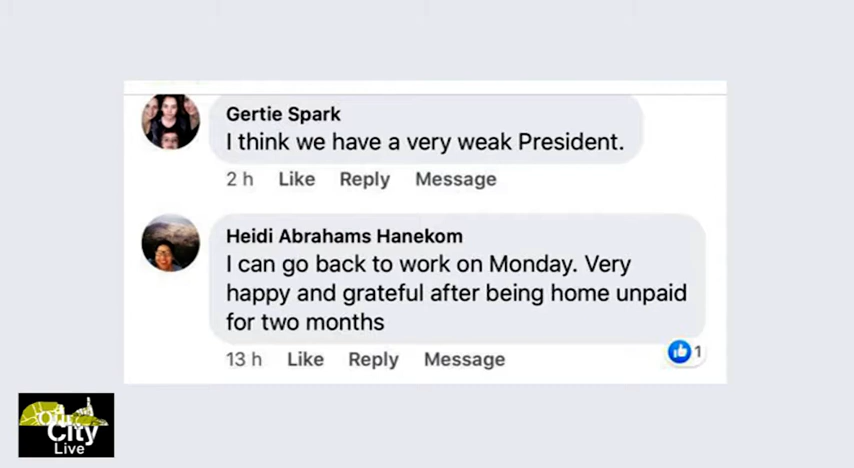 Gertie Spark
I think we have a very weak President.
2 h Like Reply Message
Heidi Abrahams Hanekom
I can go back to work on Monday. Very
happy and grateful after being home unpaid
for two months
13 h Like Reply Message
1
Our
City
Live